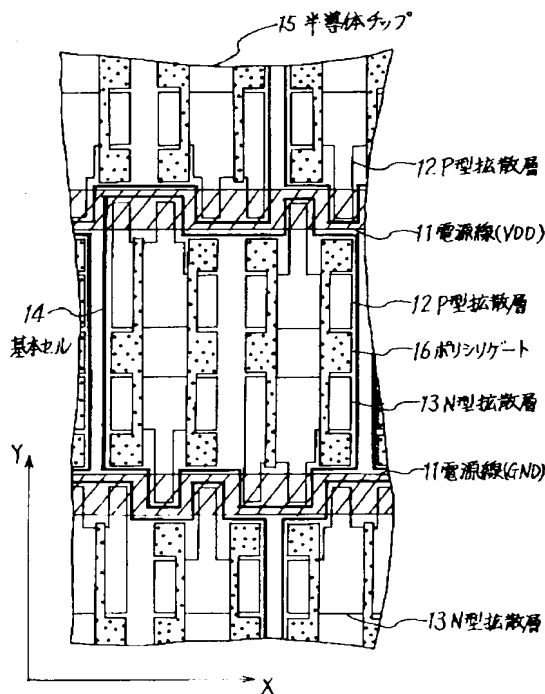 15 半導体チップ
12 P型拡散層
11 電源線(VDD)
12 P型拡散層
14
基本セル
16 ポリシリゲート
13 N型拡散層
11 電源線(GND)
Y
13 N型拡散層
X